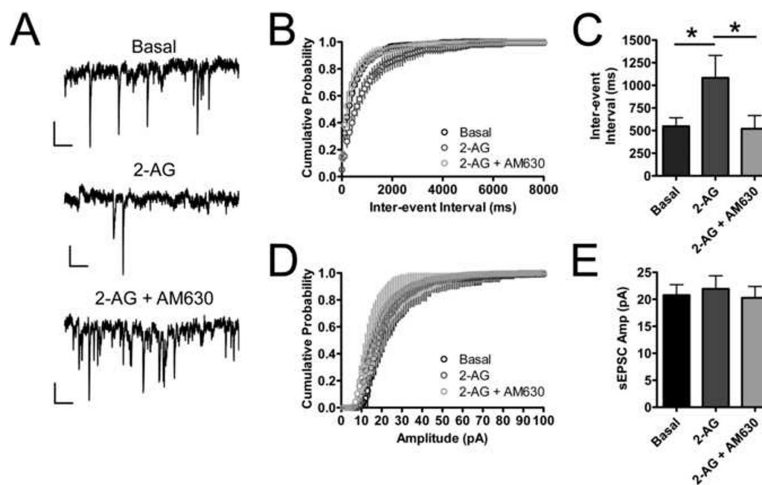 A
Basal
2-AG
2-AG + AM630
B
Cumulative Probability
1.0
0.8
0.6
0.4
0.2
0.0
Basal
2-AG
2-AG + AM630
0 2000 4000 6000 8000
Inter-event Interval (ms)
C
Inter-event
Interval (ms)
1500
1250
1000
750
500
250
0
* *
Basal
2-AG
2-AG + AM630
D
Cumulative Probability
1.0
0.8
0.6
0.4
0.2
0.0
Basal
2-AG
2-AG + AM630
0 10 20 30 40 50 60 70 80 90 100
Amplitude (pA)
E
sEPSC Amp (pA)
25
20
15
10
5
0
Basal
2-AG
2-AG + AM630